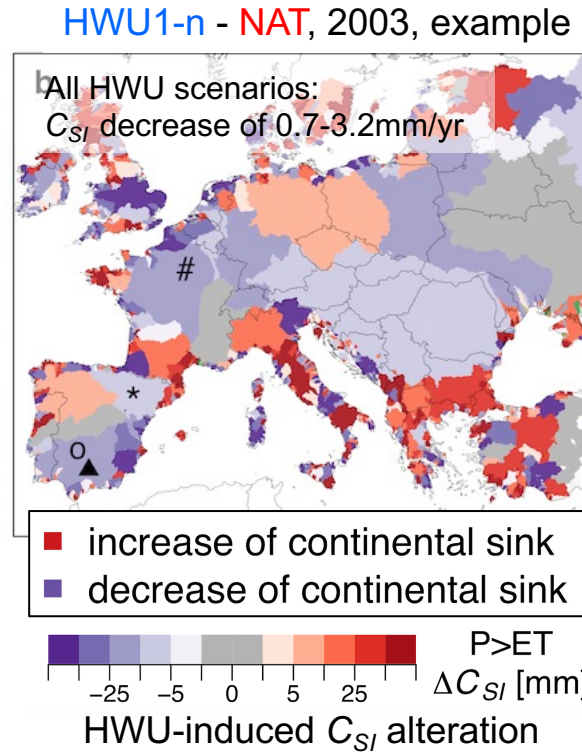 HWU1-n - NAT, 2003, example
b
All HWU scenarios:
C_SI decrease of 0.7-3.2mm/yr
#
*
o
increase of continental sink
decrease of continental sink
P>ET
−25 −5 0 5 25
ΔC_SI [mm]
HWU-induced C_SI alteration